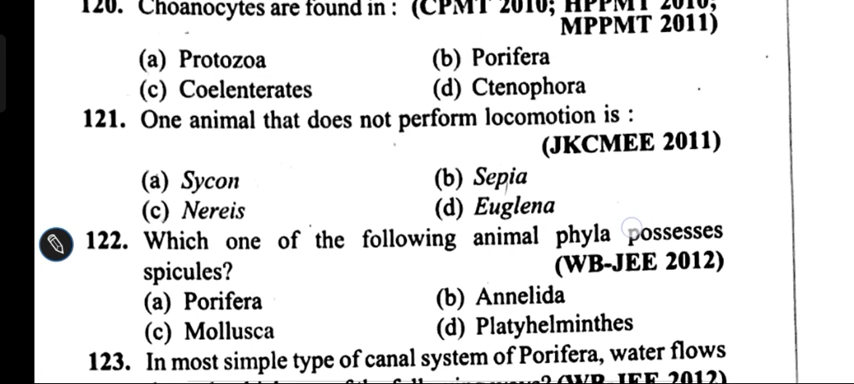 120. Choanocytes are found in : (CPMT 2010; HPPMT 2010;
MPPMT 2011)
(a) Protozoa (b) Porifera
(c) Coelenterates (d) Ctenophora
121. One animal that does not perform locomotion is :
(JKCMEE 2011)
(a) Sycon (b) Sepia
(c) Nereis (d) Euglena
122. Which one of the following animal phyla possesses
spicules? (WB-JEE 2012)
(a) Porifera (b) Annelida
(c) Mollusca (d) Platyhelminthes
123. In most simple type of canal system of Porifera, water flows
(WB-JEE 2012)